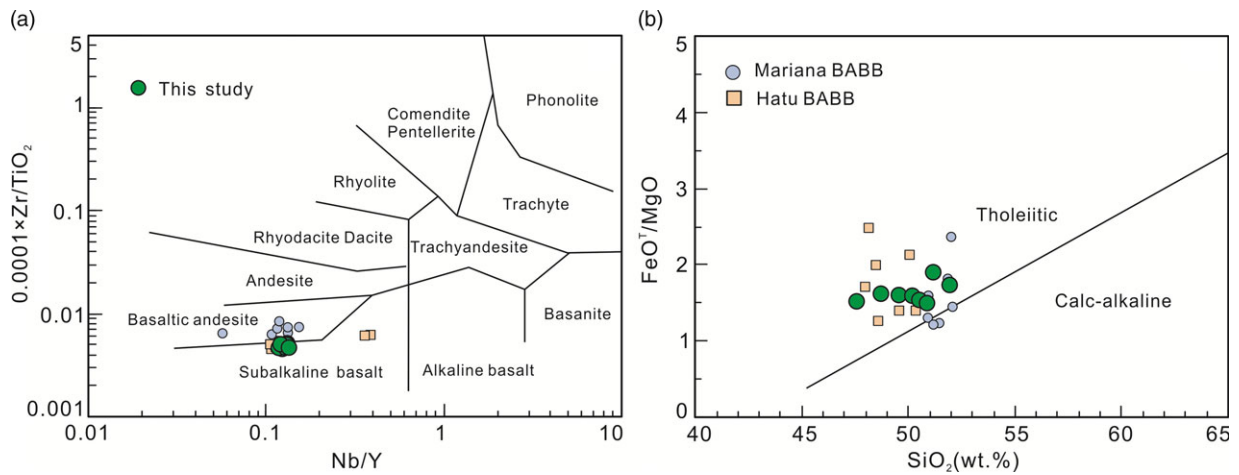 (a)
This study
Phonolite
Comendite
Pentellerite
Rhyolite
Trachyte
Rhyodacite Dacite
Trachyandesite
Andesite
Basaltic andesite
Basanite
Subalkaline basalt
Alkaline basalt
5
1
0.1
0.01
0.001
0.0001×Zr/TiO₂
0.01
0.1
1
10
Nb/Y
(b)
Mariana BABB
Hatu BABB
Tholeiitic
Calc-alkaline
5
4
3
2
1
0
FeOᵀ/MgO
40
45
50
55
60
65
SiO₂(wt.%)